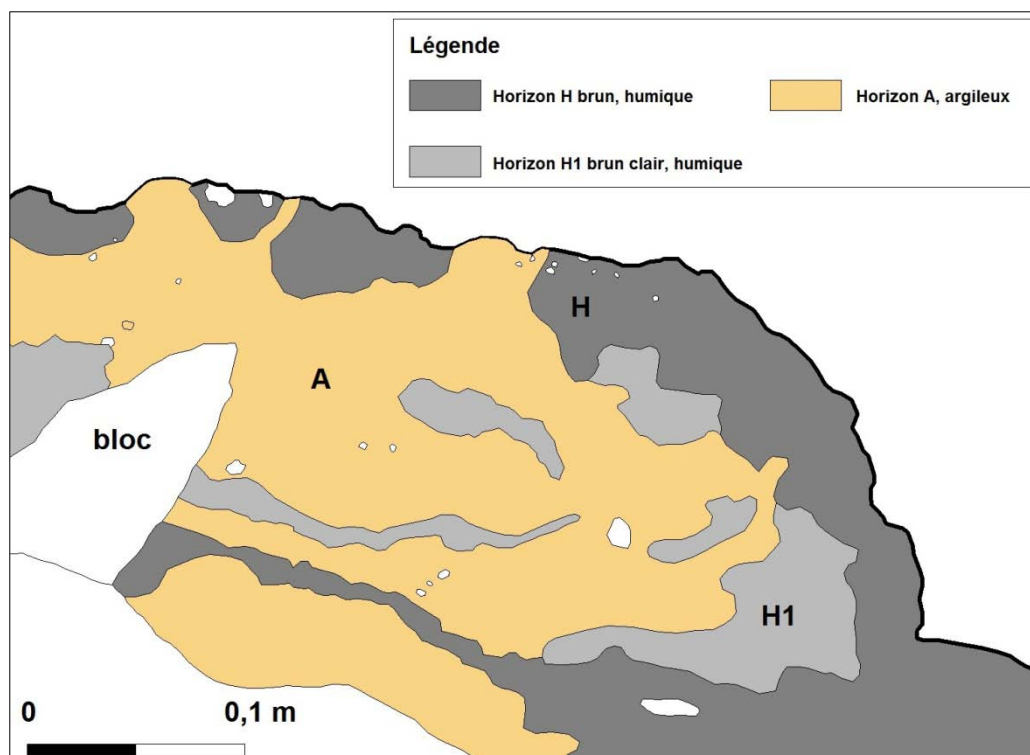 Légende
Horizon H brun, humique
Horizon A, argileux
Horizon H1 brun clair, humique
H
A
bloc
H1
0
0,1 m